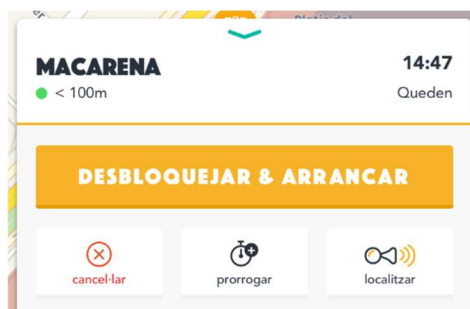 MACARENA
14:47
< 100m
Queden
DESBLOQUEJAR & ARRANCAR
cancel·lar
prorrogar
localitzar